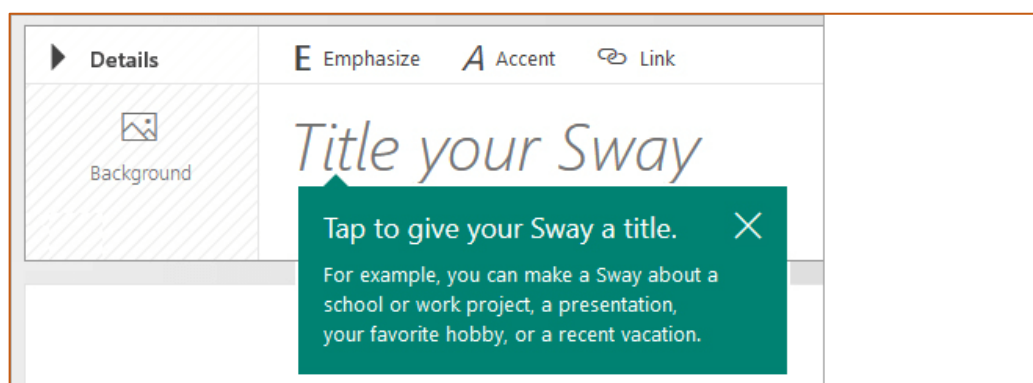 Details
E Emphasize A Accent Link
Background
Title your Sway
Tap to give your Sway a title.
For example, you can make a Sway about a
school or work project, a presentation,
your favorite hobby, or a recent vacation.